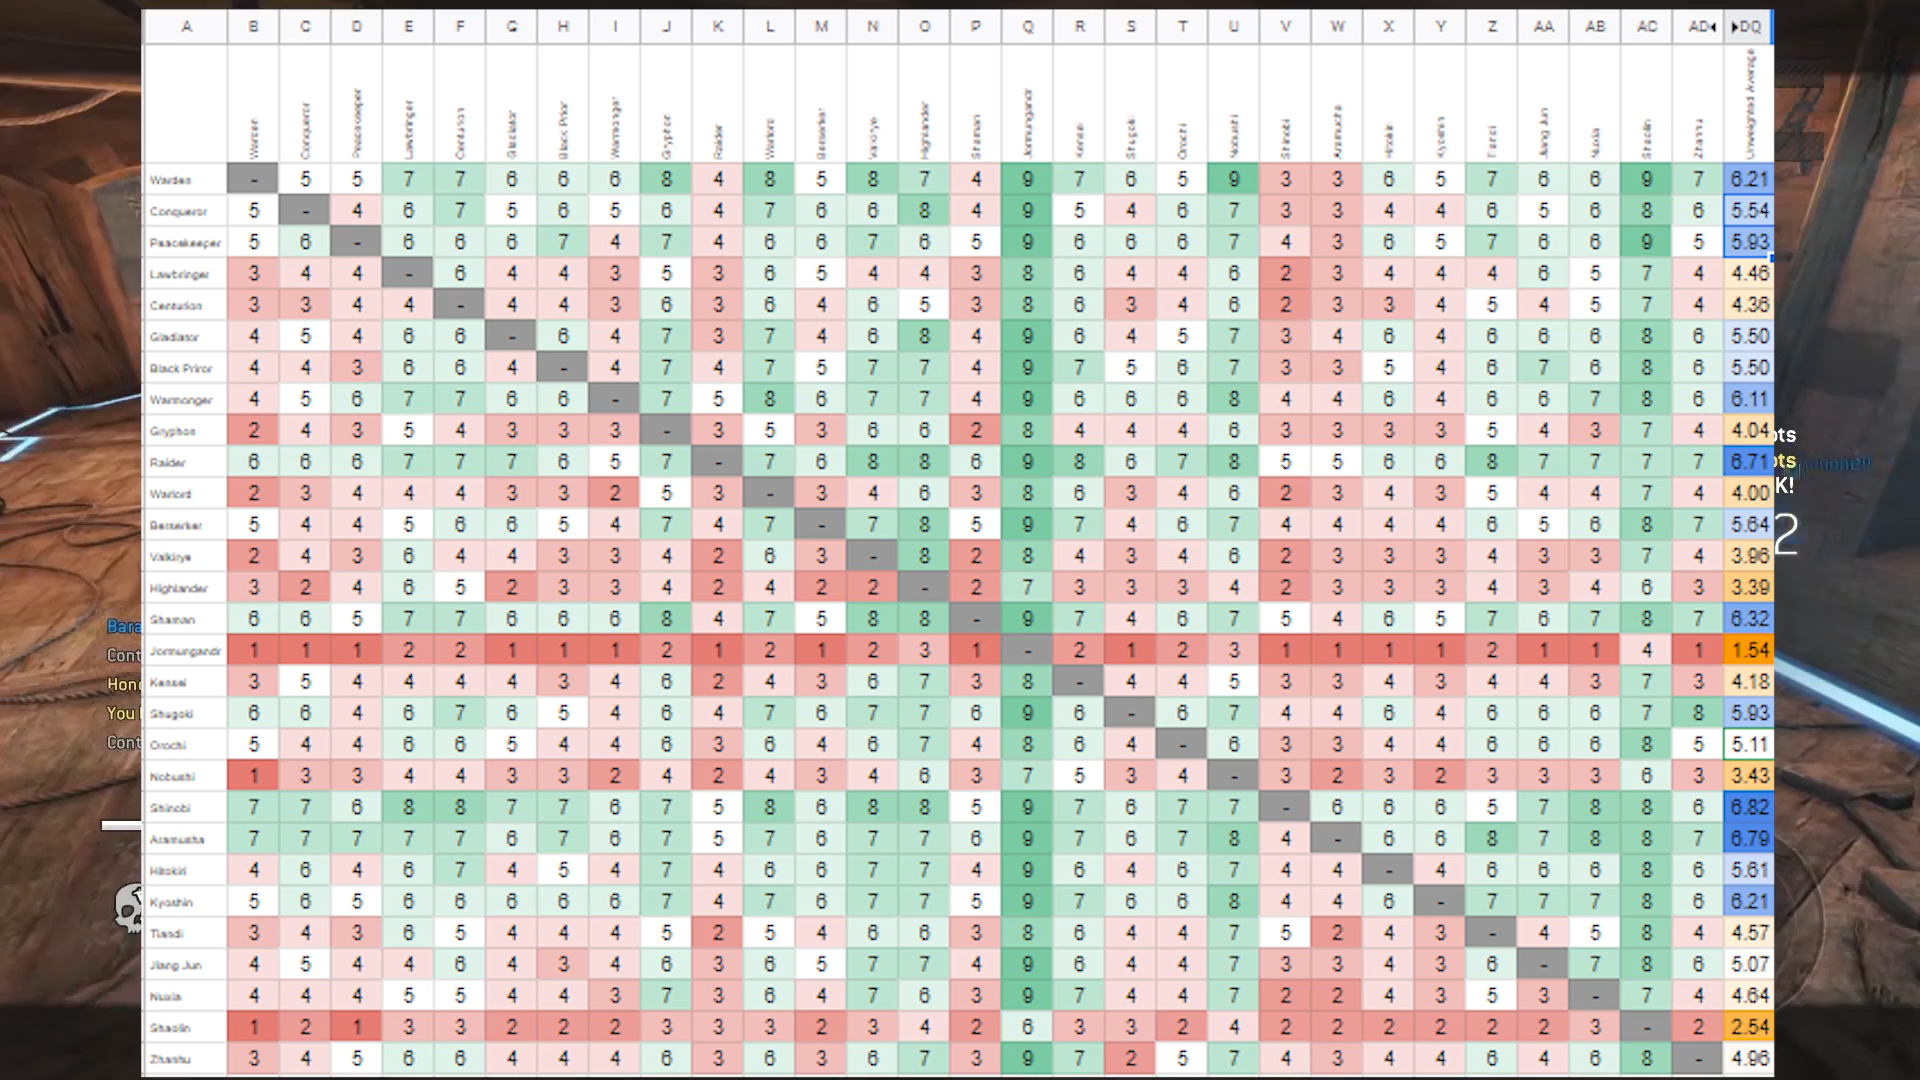 A B C D E F G H I J K L M N O P Q R S T U V W X Y Z AA AB AC AD DQ
Warden Conqueror Peacekeeper Lawbringer Centurion Gladiator Black Prior Warmonger Gryphon Raider Warlord Berserker Valkirye Highlander Shaman Jormungandr Kensei Shugoki Orochi Nobushi Shinobi Aramusha Hitokiri Kyoshin Tiandi Jiang Jun Nuxia Shaolin Zhanhu Unweighted Average
Warden - 5 5 7 7 6 6 6 8 4 8 5 8 7 4 9 7 6 5 9 3 3 6 5 7 6 6 9 7 6.21
Conqueror 5 - 4 6 7 5 6 5 6 4 7 6 6 8 4 9 5 4 6 7 3 3 4 4 6 5 6 8 6 5.54
Peacekeeper 5 6 - 6 6 6 7 4 7 4 6 6 7 6 5 9 6 6 6 7 4 3 6 5 7 6 6 9 5 5.93
Lawbringer 3 4 4 - 6 4 4 3 5 3 6 5 4 4 3 8 6 4 4 6 2 3 4 4 4 6 5 7 4 4.46
Centurion 3 3 4 4 - 4 4 3 6 3 6 4 6 5 3 8 6 3 4 6 2 3 3 4 5 4 5 7 4 4.36
Gladiator 4 5 4 6 6 - 6 4 7 3 7 4 6 8 4 9 6 4 5 7 3 4 6 4 6 6 6 8 6 5.50
Black Priror 4 4 3 6 6 4 - 4 7 4 7 5 7 7 4 9 7 5 6 7 3 3 5 4 6 7 6 8 6 5.50
Warmonger 4 5 6 7 7 6 6 - 7 5 8 6 7 7 4 9 6 6 6 8 4 4 6 4 6 6 7 8 6 6.11
Gryphon 2 4 3 5 4 3 3 3 - 3 5 3 6 6 2 8 4 4 4 6 3 3 3 3 5 4 3 7 4 4.04
Raider 6 6 6 7 7 7 6 5 7 - 7 6 8 8 6 9 8 6 7 8 5 5 6 6 8 7 7 7 7 6.71
Warlord 2 3 4 4 4 3 3 2 5 3 - 3 4 6 3 8 6 3 4 6 2 3 4 3 5 4 4 7 4 4.00
Berserker 5 4 4 5 6 6 5 4 7 4 7 - 7 8 5 9 7 4 6 7 4 4 4 4 6 5 6 8 7 5.64
Valkirye 2 4 3 6 4 4 3 3 4 2 6 3 - 8 2 8 4 3 4 6 2 3 3 3 4 3 3 7 4 3.96
Highlander 3 2 4 6 5 2 3 3 4 2 4 2 2 - 2 7 3 3 3 4 2 3 3 3 4 3 4 6 3 3.39
Shaman 6 6 5 7 7 6 6 6 8 4 7 5 8 8 - 9 7 4 6 7 5 4 6 5 7 6 7 8 7 6.32
Jormungandr 1 1 1 2 2 1 1 1 2 1 2 1 2 3 1 - 2 1 2 3 1 1 1 1 2 1 1 4 1 1.54
Kensei 3 5 4 4 4 4 3 4 6 2 4 3 6 7 3 8 - 4 4 5 3 3 4 3 4 4 3 7 3 4.18
Shugoki 6 6 4 6 7 6 5 4 6 4 7 6 7 7 6 9 6 - 6 7 4 4 6 4 6 6 6 7 8 5.93
Orochi 5 4 4 6 6 5 4 4 6 3 6 4 6 7 4 8 6 4 - 6 3 3 4 4 6 6 6 8 5 5.11
Nobushi 1 3 3 4 4 3 3 2 4 2 4 3 4 6 3 7 5 3 4 - 3 2 3 2 3 3 3 6 3 3.43
Shinobi 7 7 6 8 8 7 7 6 7 5 8 6 8 8 5 9 7 6 7 7 - 6 6 6 5 7 8 8 6 6.82
Aramusha 7 7 7 7 7 6 7 6 7 5 7 6 7 7 6 9 7 6 7 8 4 - 6 6 8 7 8 8 7 6.79
Hitokiri 4 6 4 6 7 4 5 4 7 4 6 6 7 7 4 9 6 4 6 7 4 4 - 4 6 6 6 8 6 5.61
Kyoshin 5 6 5 6 6 6 6 6 7 4 7 6 7 7 5 9 7 6 6 8 4 4 6 - 7 7 7 8 6 6.21
Tiandi 3 4 3 6 5 4 4 4 5 2 5 4 6 6 3 8 6 4 4 7 5 2 4 3 - 4 5 8 4 4.57
Jiang Jun 4 5 4 4 6 4 3 4 6 3 6 5 7 7 4 9 6 4 4 7 3 3 4 3 6 - 7 8 6 5.07
Nuxia 4 4 4 5 5 4 4 3 7 3 6 4 7 6 3 9 7 4 4 7 2 2 4 3 5 3 - 7 4 4.64
Shaolin 1 2 1 3 3 2 2 2 3 3 3 2 3 4 2 6 3 3 2 4 2 2 2 2 2 2 3 - 2 2.54
Zhanhu 3 4 5 6 6 4 4 4 6 3 6 3 6 7 3 9 7 2 5 7 4 3 4 4 6 4 6 8 - 4.96
ots
ots
K!
2
Bara
Cont
Hono
You
Cont